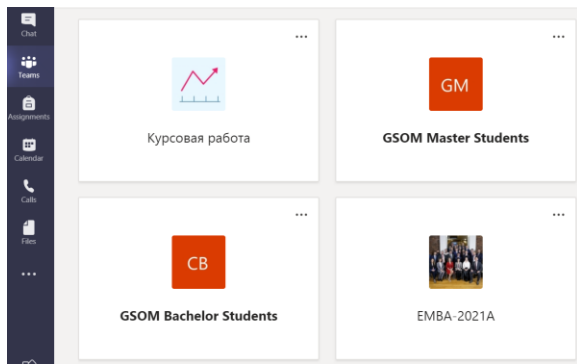 Chat
Teams
Assignments
Calendar
Calls
Files
Курсовая работа
GM
GSOM Master Students
CB
GSOM Bachelor Students
EMBA-2021A